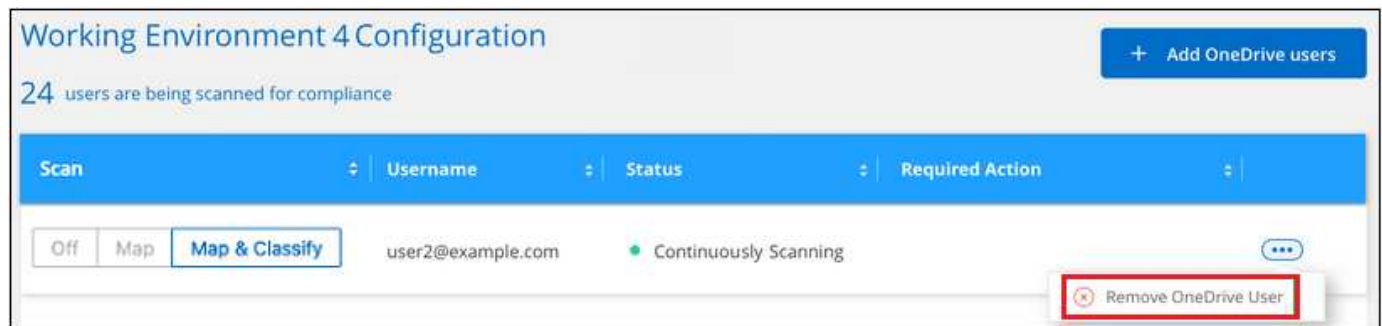 Working Environment 4 Configuration
+ Add OneDrive users
24 users are being scanned for compliance
Scan Username Status Required Action
Off Map Map & Classify user2@example.com Continuously Scanning
Remove OneDrive User